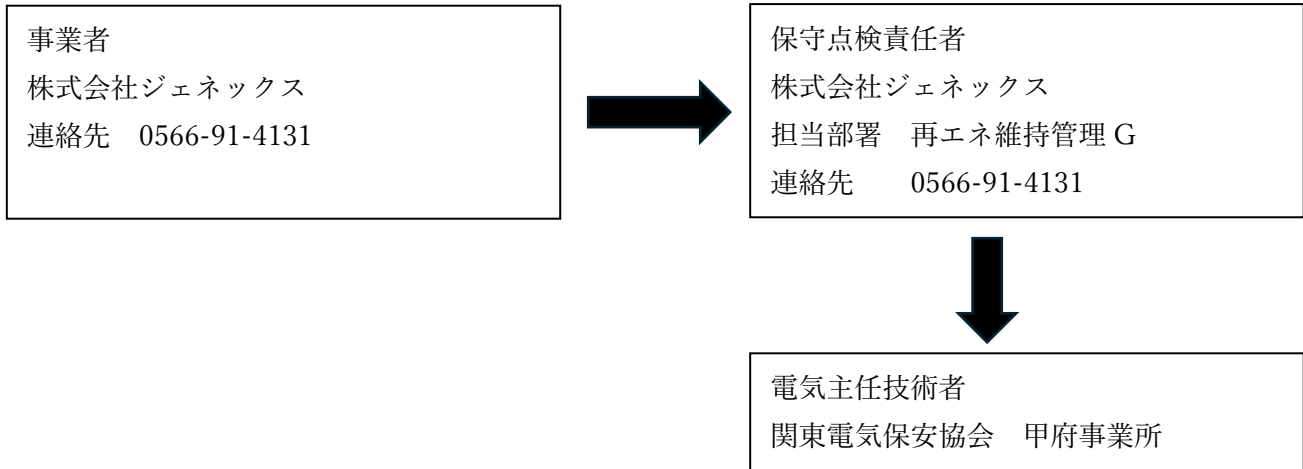 事業者
株式会社ジェネックス
連絡先　0566-91-4131
保守点検責任者
株式会社ジェネックス
担当部署　再エネ維持管理 G
連絡先　　0566-91-4131
電気主任技術者
関東電気保安協会　甲府事業所